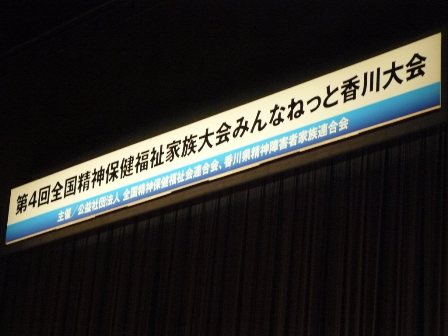 第4回全国精神保健福祉家族大会みんなねっと香川大会
主催／公益社団法人 全国精神保健福祉会連合会、香川県精神障害者家族連合会